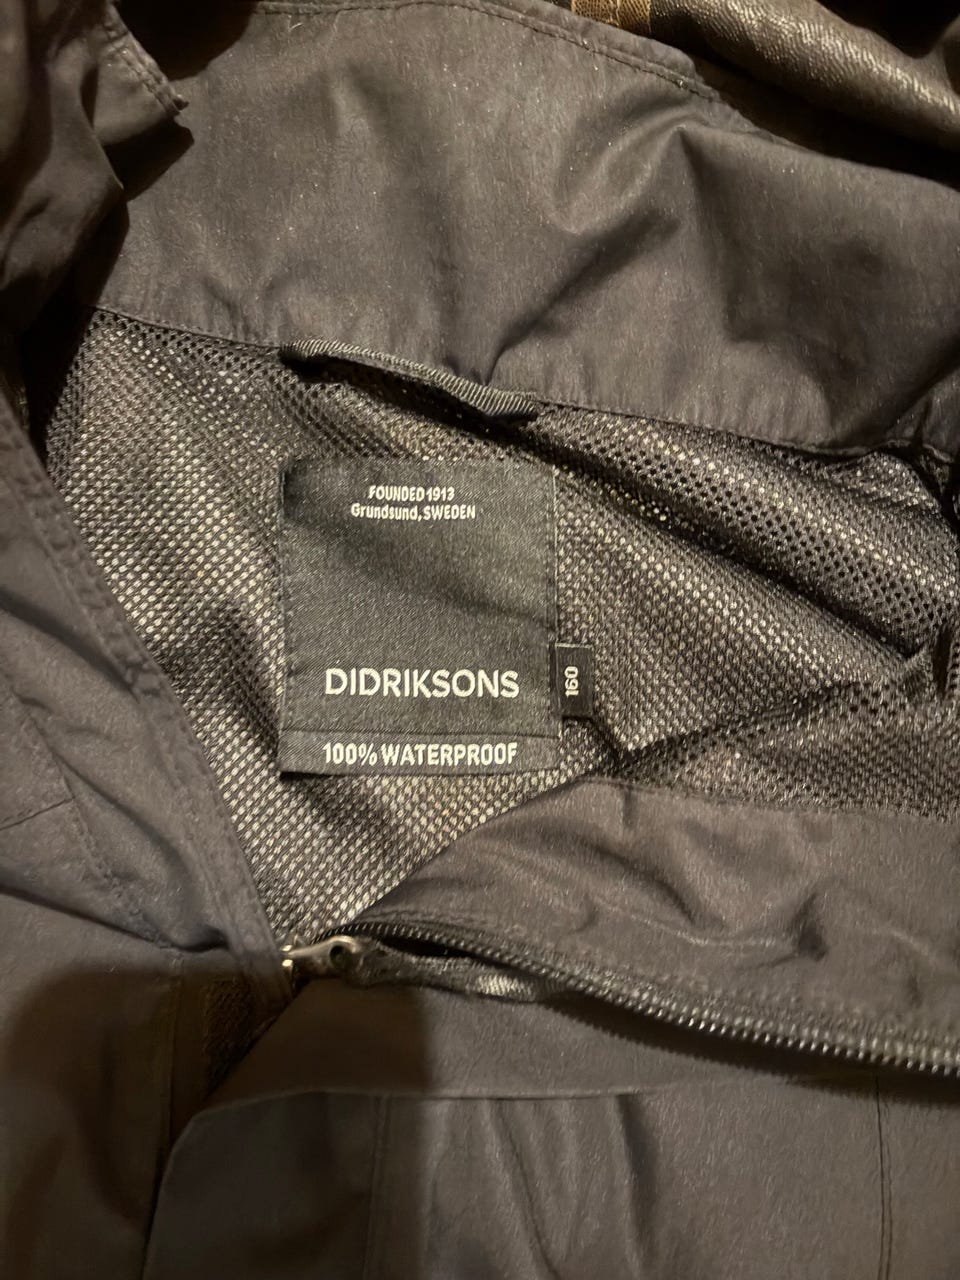 FOUNDED 1913
Grundsund, SWEDEN
DIDRIKSONS
160
100% WATERPROOF